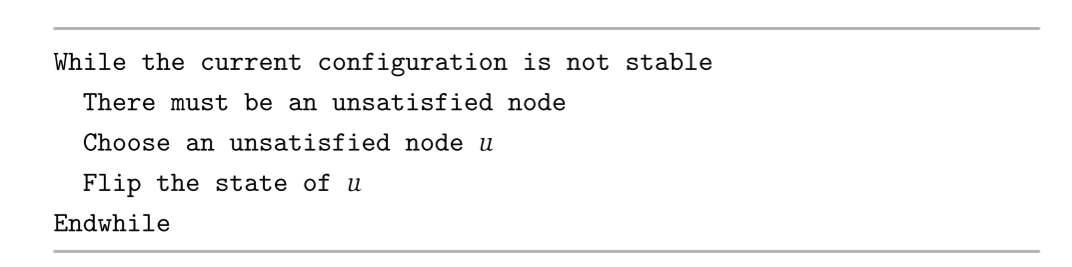 While the current configuration is not stable
There must be an unsatisfied node
Choose an unsatisfied node u
Flip the state of u
Endwhile